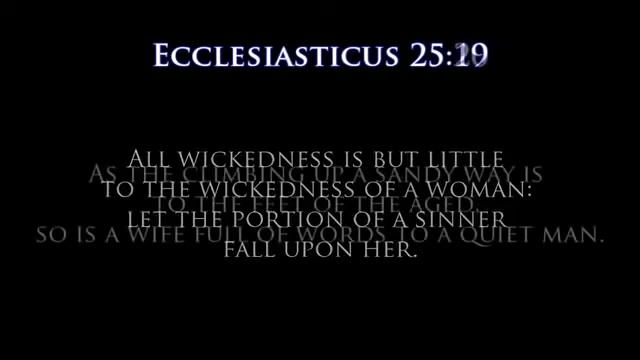 Ecclesiasticus 25:19
All wickedness is but little
to the wickedness of a woman:
let the portion of a sinner
fall upon her.
As the climbing up a sandy way is
to the feet of the aged,
so is a wife full of words to a quiet man.